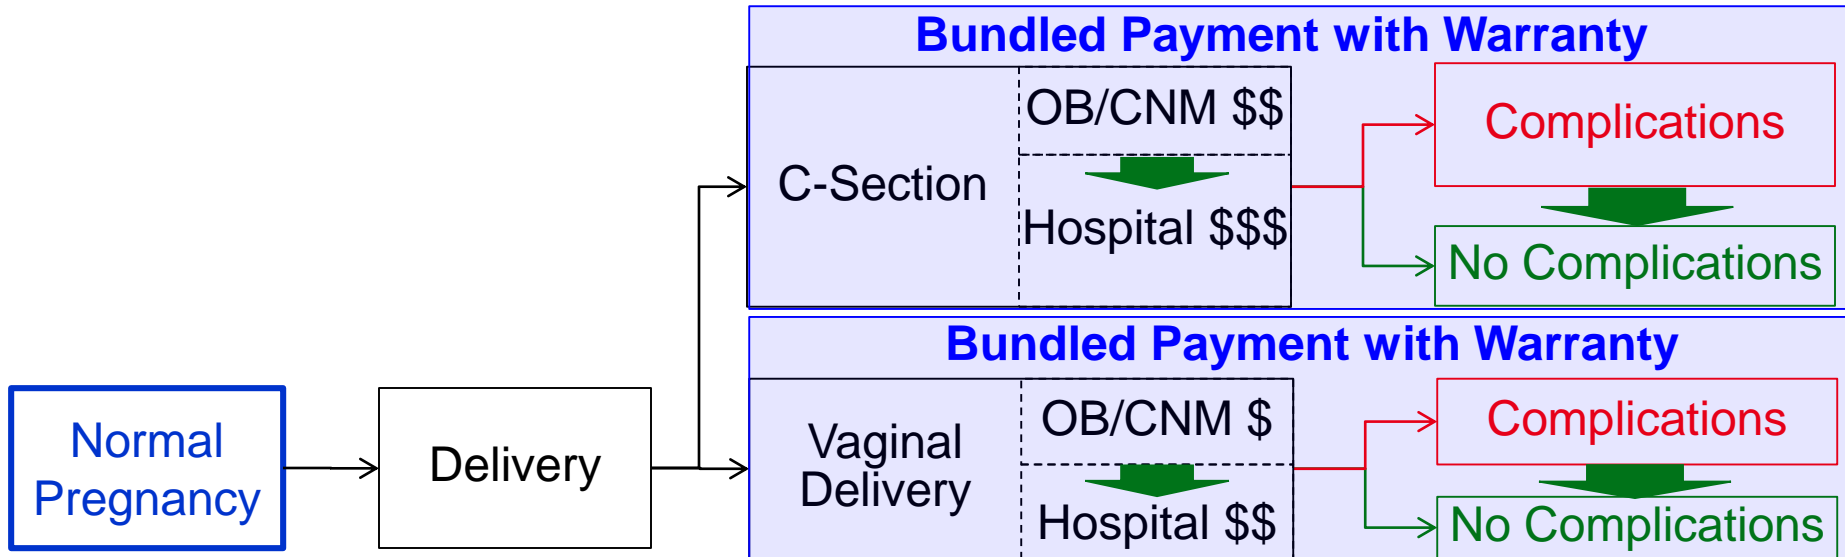 Bundled Payment with Warranty
C-Section
OB/CNM $$
Hospital $$$
Complications
No Complications
Bundled Payment with Warranty
Normal
Pregnancy
Delivery
Vaginal
Delivery
OB/CNM $
Hospital $$
Complications
No Complications